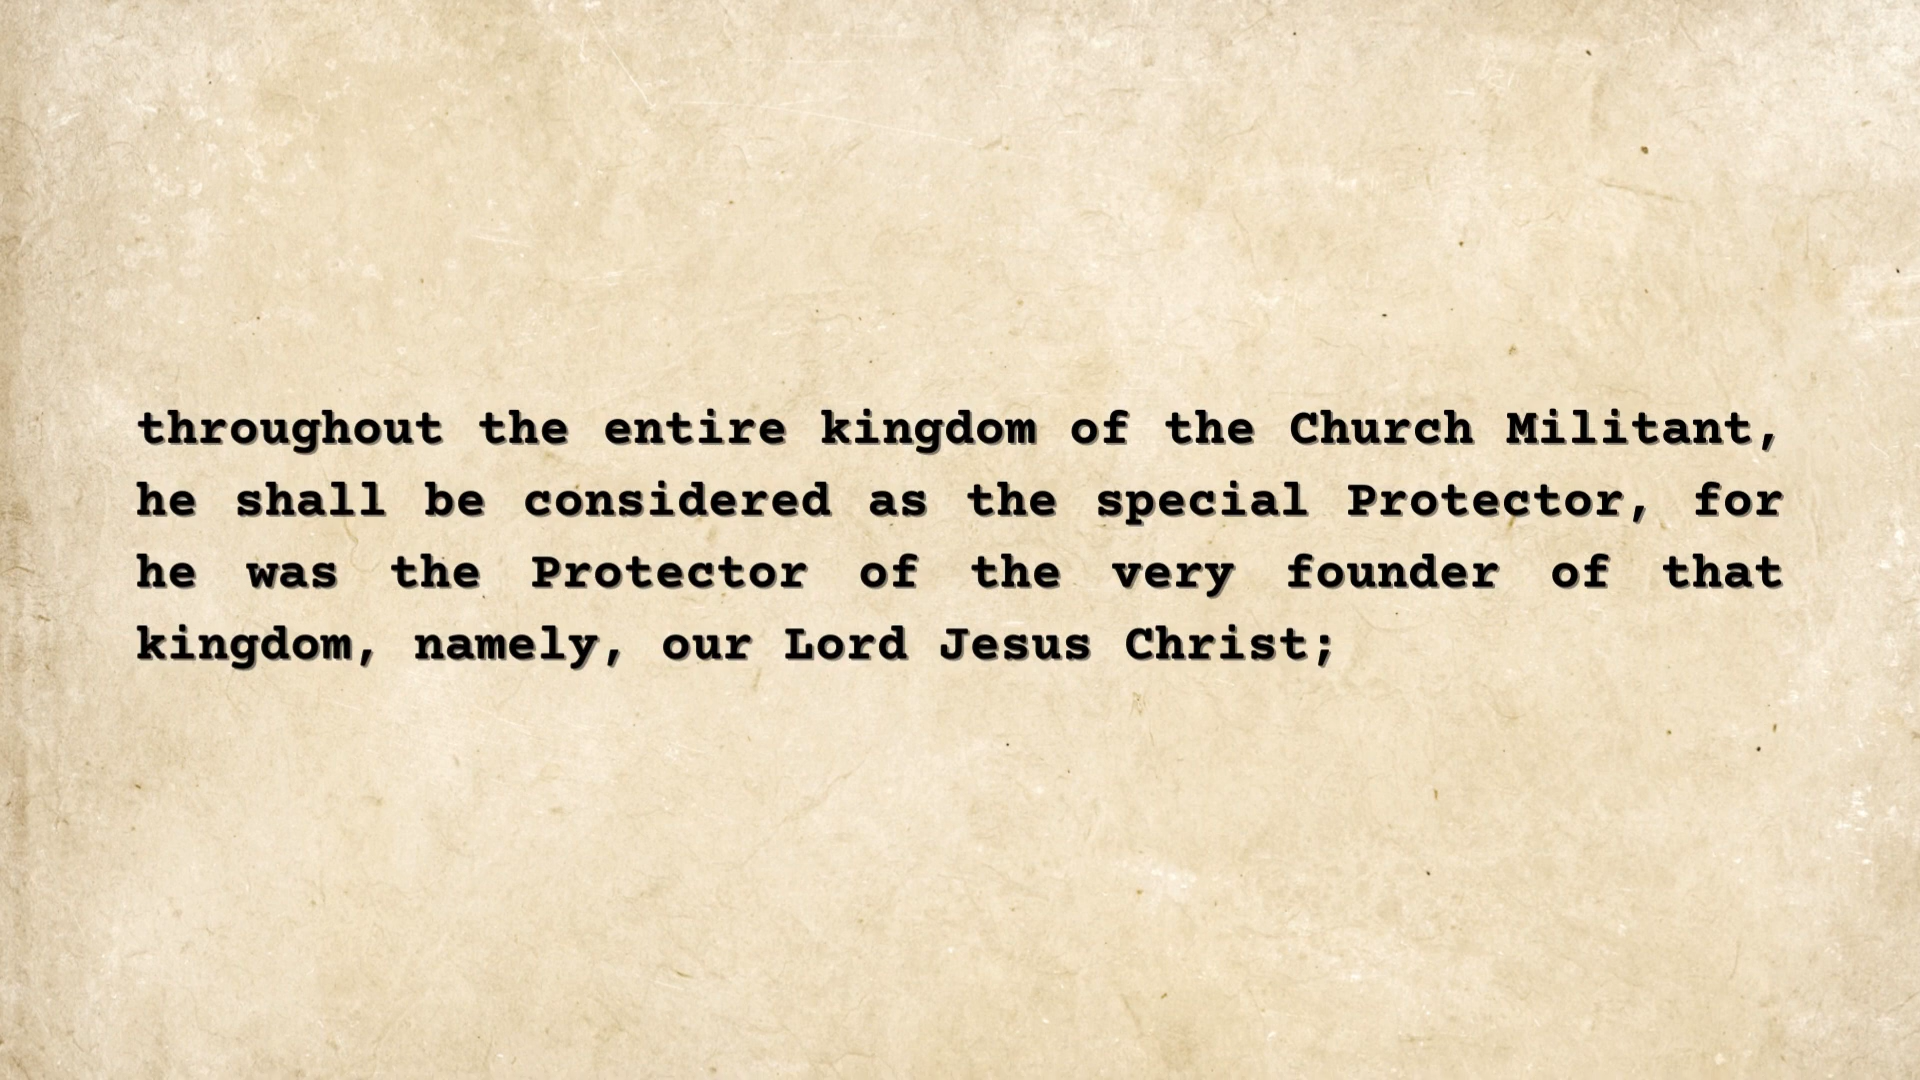 throughout the entire kingdom of the Church Militant,
he shall be considered as the special Protector, for
he was the Protector of the very founder of that
kingdom, namely, our Lord Jesus Christ;